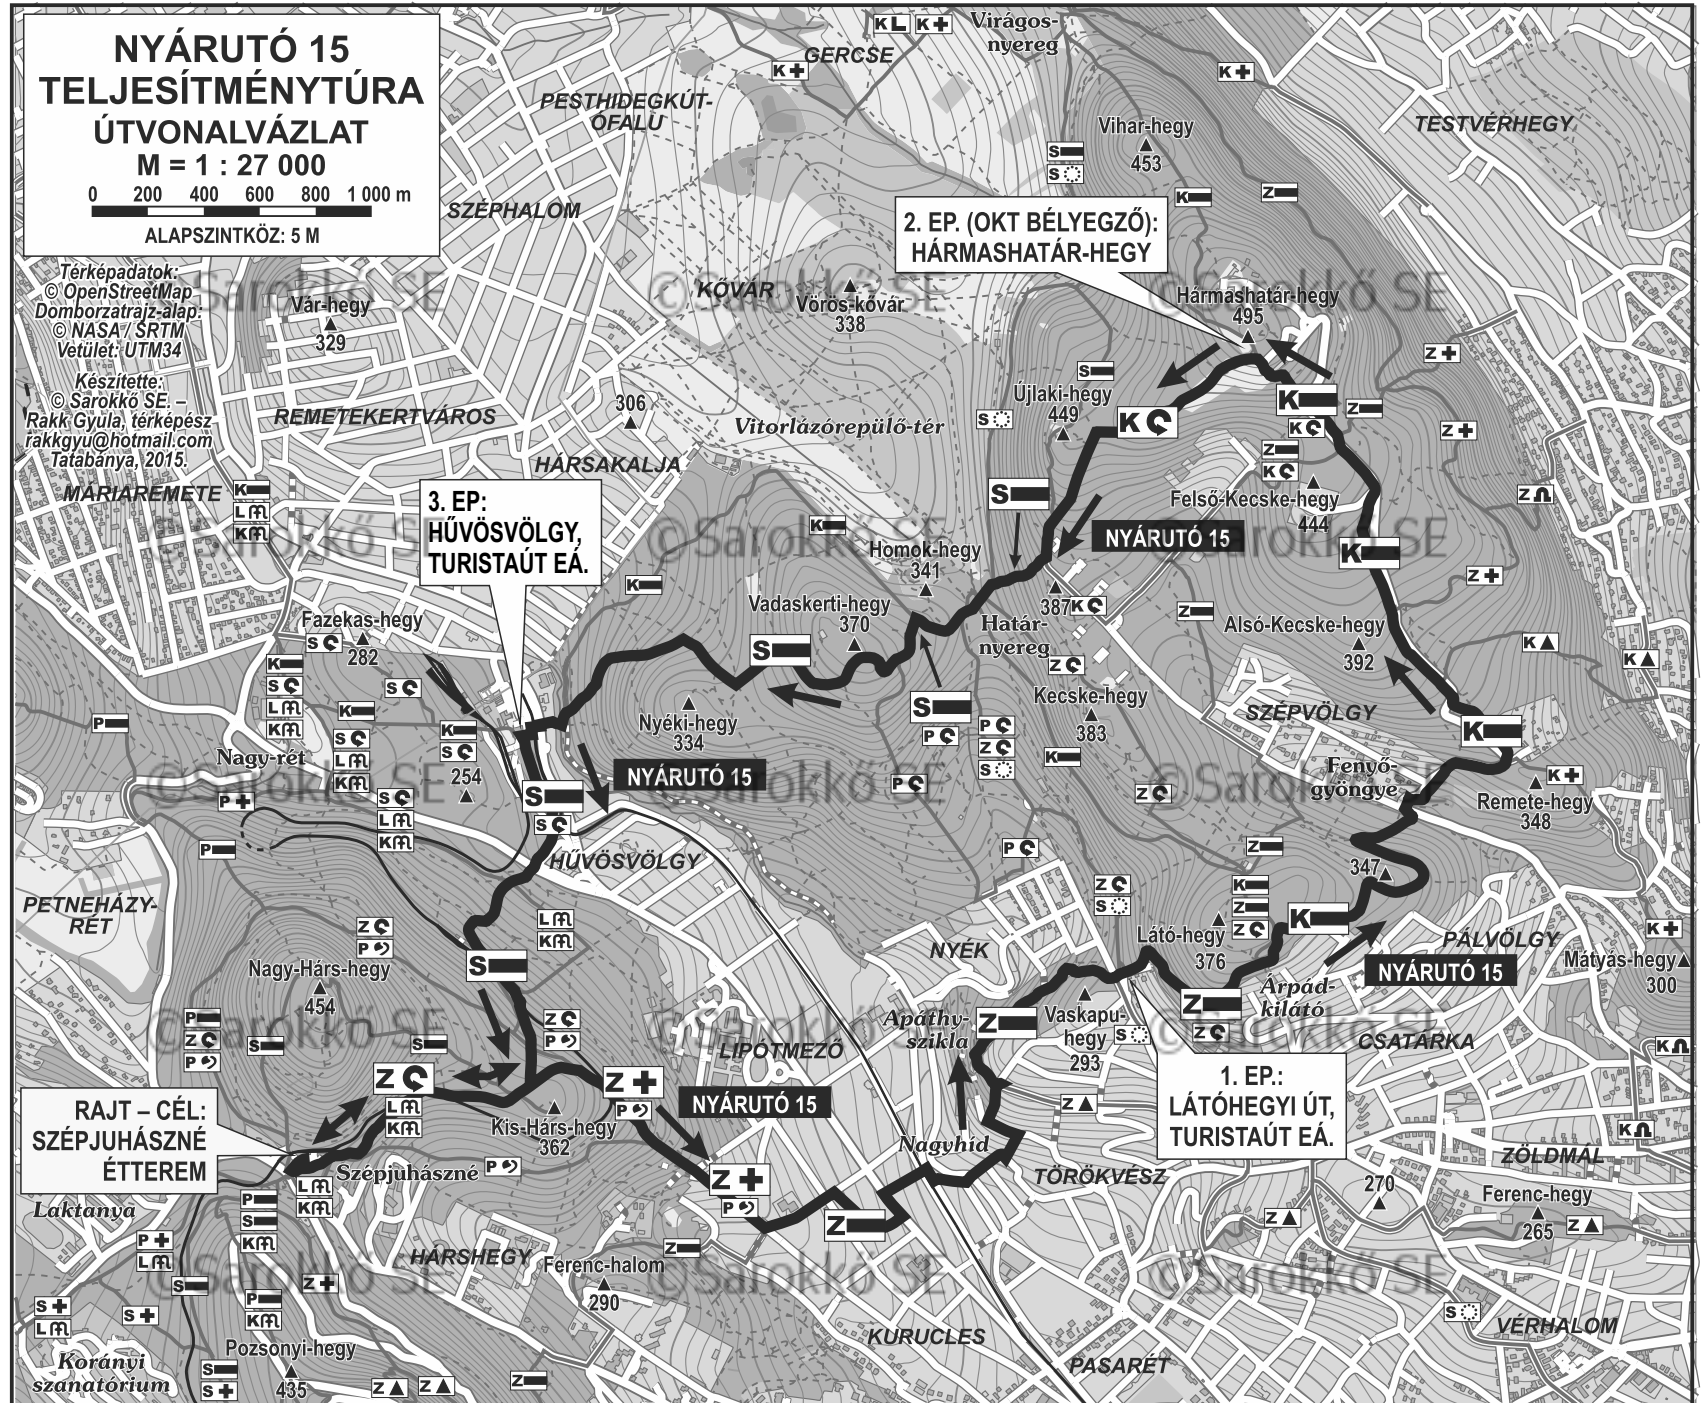 NYÁRUTÓ 15
TELJESÍTMÉNYTÚRA
ÚTVONALVÁZLAT
M = 1 : 27 000
0 200 400 600 800 1 000 m
ALAPSZINTKÖZ: 5 M
Térképadatok:
© OpenStreetMap
Domborzatrajz-alap:
© NASA / SRTM
Vetület: UTM34
Készítette:
© Sarokkő SE. –
Rakk Gyula, térképész
rakkgyu@hotmail.com
Tatabánya, 2015.
©Sarokkő SE
Virágos-
nyereg
GERCSE
PESTHIDEGKÚT-
ÓFALU
TESTVÉRHEGY
Vihar-hegy
453
SZÉPHALOM
2. EP. (OKT BÉLYEGZŐ):
HÁRMASHATÁR-HEGY
Vár-hegy
329
KŐVÁR
Vörös-kővár
338
Hármashatár-hegy
495
REMETEKERTVÁROS
306
Vitorlázórepülő-tér
Újlaki-hegy
449
HÁRSAKALJA
MÁRIAREMETE
3. EP:
HŰVÖSVÖLGY,
TURISTAÚT EÁ.
Felső-Kecske-hegy
444
NYÁRUTÓ 15
Homok-hegy
341
Vadaskerti-hegy
370
387
Határ-
nyereg
Fazekas-hegy
282
Alsó-Kecske-hegy
392
Kecske-hegy
383
Nyéki-hegy
334
SZÉPVÖLGY
Nagy-rét
254
NYÁRUTÓ 15
Fenyő-
gyöngye
Remete-hegy
348
HŰVÖSVÖLGY
347
PETNEHÁZY-
RÉT
NYÉK
Látó-hegy
376
PÁLVÖLGY
Mátyás-hegy
300
NYÁRUTÓ 15
Nagy-Hárs-hegy
454
Árpád-
kilátó
Apáthy-
szikla
Vaskapu-
hegy
293
CSATÁRKA
LIPÓTMEZŐ
1. EP.:
LÁTÓHEGYI ÚT,
TURISTAÚT EÁ.
NYÁRUTÓ 15
RAJT – CÉL:
SZÉPJUHÁSZNÉ
ÉTTEREM
Kis-Hárs-hegy
362
Nagyhíd
Szépjuhászné
TÖRÖKVÉSZ
ZÖLDMÁL
270
Ferenc-hegy
265
Laktanya
HÁRSHEGY
Ferenc-halom
290
KURUCLES
VÉRHALOM
Pozsonyi-hegy
435
Korányi
szanatórium
PASARÉT